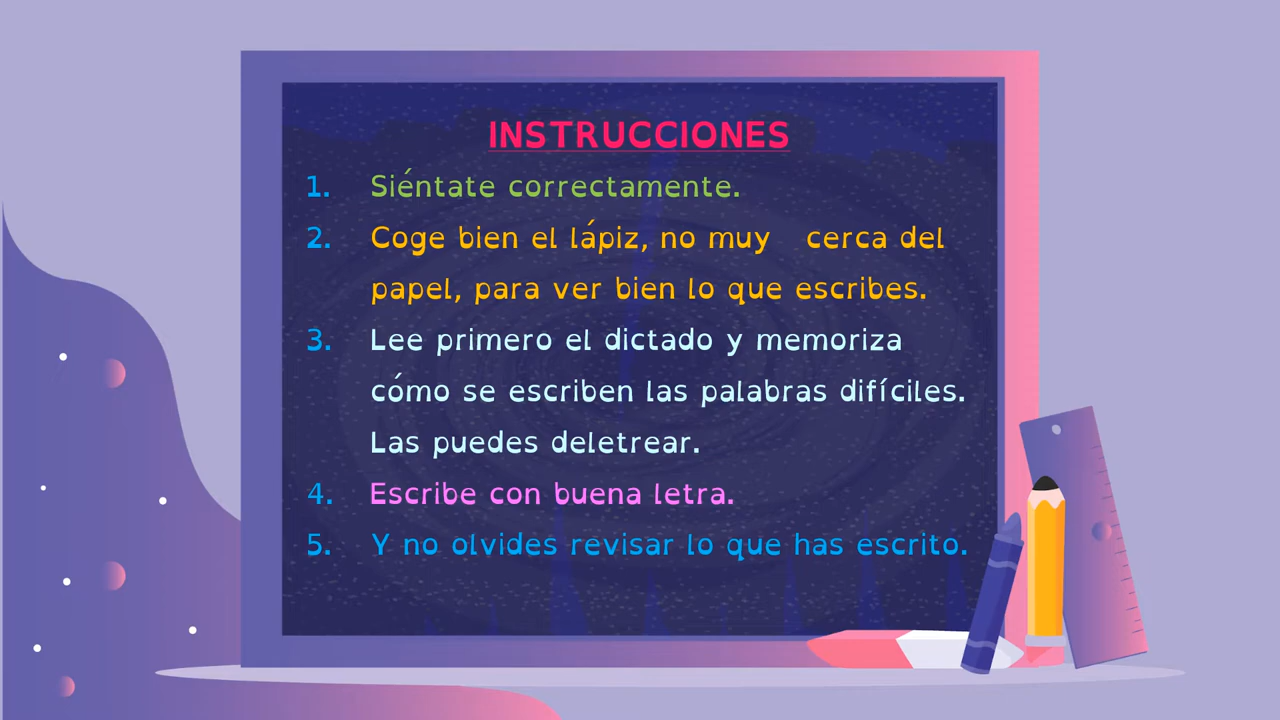 INSTRUCCIONES
1. Siéntate correctamente.
2. Coge bien el lápiz, no muy cerca del
papel, para ver bien lo que escribes.
3. Lee primero el dictado y memoriza
cómo se escriben las palabras difíciles.
Las puedes deletrear.
4. Escribe con buena letra.
5. Y no olvides revisar lo que has escrito.